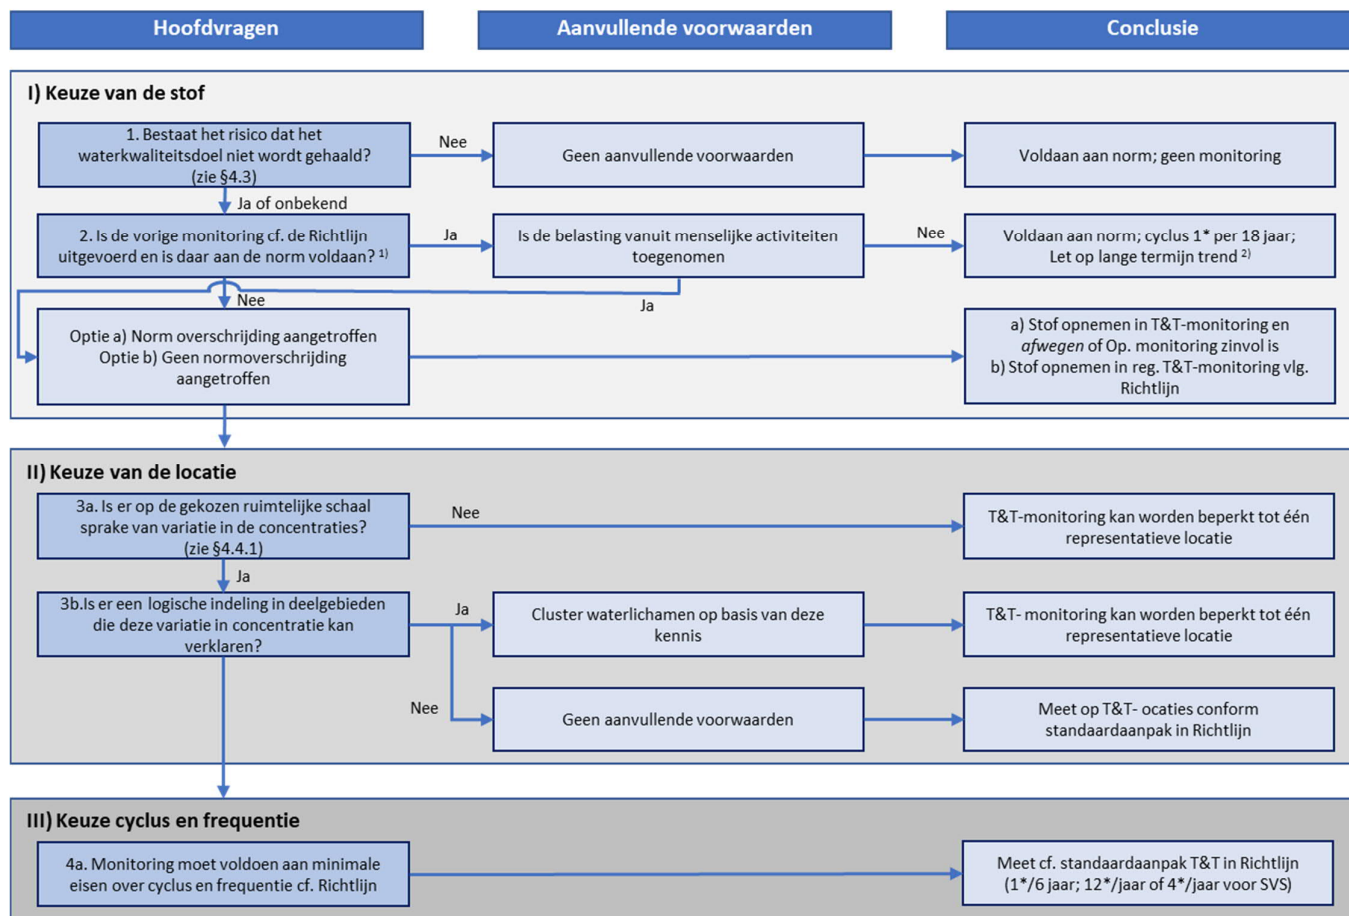 Hoofdvragen
Aanvullende voorwaarden
Conclusie
I) Keuze van de stof
1. Bestaat het risico dat het
waterkwaliteitsdoel niet wordt gehaald?
(zie §4.3)
Nee
Geen aanvullende voorwaarden
Voldaan aan norm; geen monitoring
Ja of onbekend
2. Is de vorige monitoring cf. de Richtlijn
uitgevoerd en is daar aan de norm voldaan? 1)
Ja
Is de belasting vanuit menselijke activiteiten
toegenomen
Nee
Voldaan aan norm; cyclus 1* per 18 jaar;
Let op lange termijn trend 2)
Nee
Ja
Optie a) Norm overschrijding aangetroffen
Optie b) Geen normoverschrijding
aangetroffen
a) Stof opnemen in T&T-monitoring en
afwegen of Op. monitoring zinvol is
b) Stof opnemen in reg. T&T-monitoring vlg.
Richtlijn
II) Keuze van de locatie
3a. Is er op de gekozen ruimtelijke schaal
sprake van variatie in de concentraties?
(zie §4.4.1)
Nee
T&T-monitoring kan worden beperkt tot één
representatieve locatie
Ja
3b.Is er een logische indeling in deelgebieden
die deze variatie in concentratie kan
verklaren?
Ja
Cluster waterlichamen op basis van deze
kennis
T&T- monitoring kan worden beperkt tot één
representatieve locatie
Nee
Geen aanvullende voorwaarden
Meet op T&T- ocaties conform
standaardaanpak in Richtlijn
III) Keuze cyclus en frequentie
4a. Monitoring moet voldoen aan minimale
eisen over cyclus en frequentie cf. Richtlijn
Meet cf. standaardaanpak T&T in Richtlijn
(1*/6 jaar; 12*/jaar of 4*/jaar voor SVS)